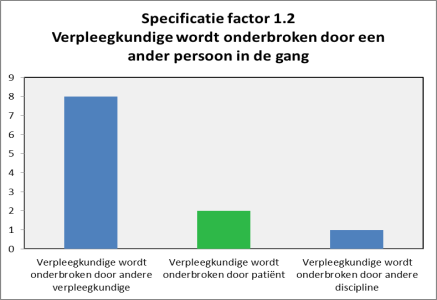 Specificatie factor 1.2
Verpleegkundige wordt onderbroken door een
ander persoon in de gang
9
8
7
6
5
4
3
2
1
0
Verpleegkundige wordt
onderbroken door andere
verpleegkundige
Verpleegkundige wordt
onderbroken door patiënt
Verpleegkundige wordt
onderbroken door andere
discipline